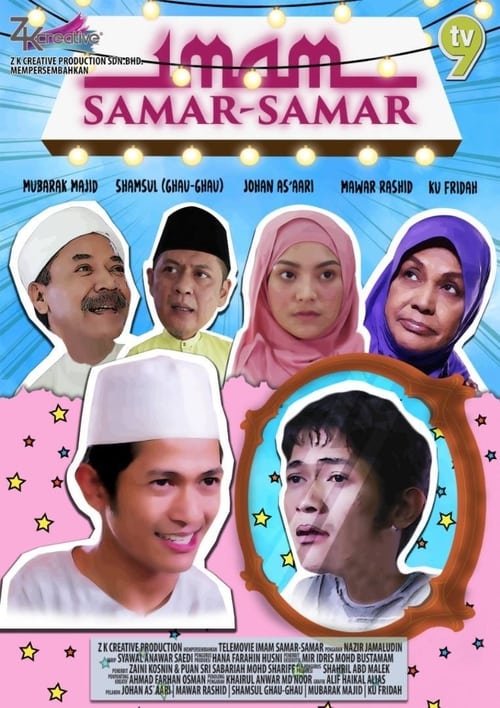 ZK creative
Z K CREATIVE PRODUCTION SDN.BHD.
MEMPERSEMBAHKAN
tv9
IMAM
SAMAR-SAMAR
MUBARAK MAJID SHAMSUL (GHAU-GHAU) JOHAN AS'AARI MAWAR RASHID KU FRIDAH
Z K CREATIVE PRODUCTION MEMPERSEMBAHKAN TELEMOVIE IMAM SAMAR-SAMAR PENGARAH NAZIR JAMALUDIN
SYAWAL ANAWAR SAEDI HANA FARAHIN HUSNI MIR IDRIS MOHD BUSTAMAM
ZAINI KOSNIN & PUAN SRI SABARIAH MOHD SHARIFF SHAHRIL ABD MALEK
AHMAD FARHAN OSMAN KHAIRUL ANWAR MD NOOR ALIF HAIKAL ALIAS
PELAKON JOHAN AS'AARI | MAWAR RASHID | SHAMSUL GHAU-GHAU | MUBARAK MAJID | KU FRIDAH